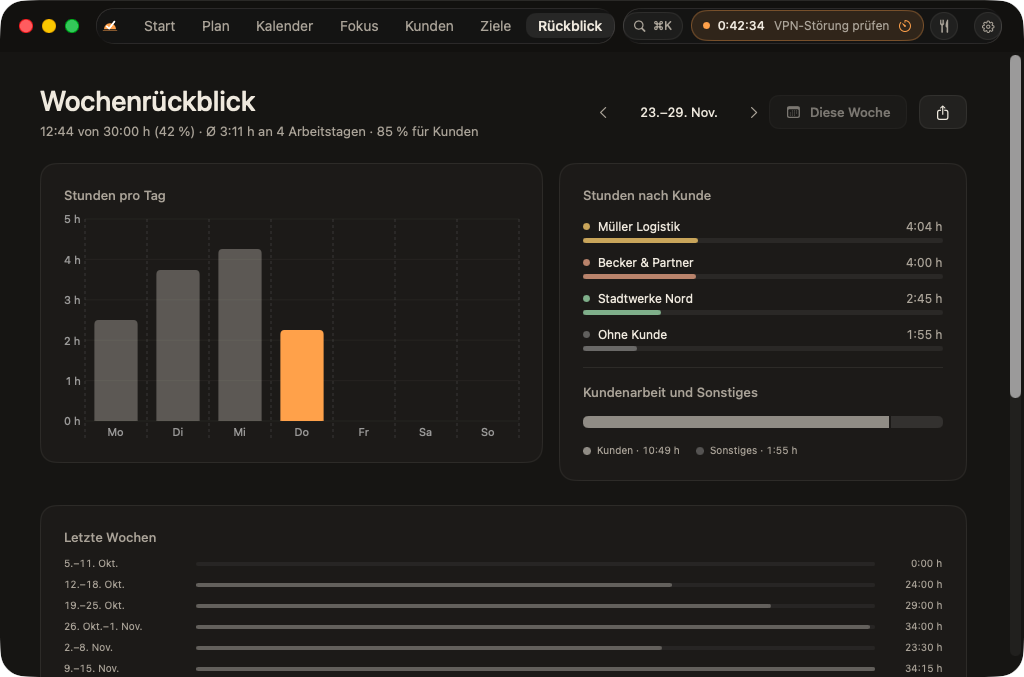 Start Plan Kalender Fokus Kunden Ziele Rückblick ⌘K 0:42:34 VPN-Störung prüfen
Wochenrückblick
12:44 von 30:00 h (42 %) · Ø 3:11 h an 4 Arbeitstagen · 85 % für Kunden
23.–29. Nov.
Diese Woche
Stunden pro Tag
5 h
4 h
3 h
2 h
1 h
0 h
Mo Di Mi Do Fr Sa So
Stunden nach Kunde
Müller Logistik 4:04 h
Becker & Partner 4:00 h
Stadtwerke Nord 2:45 h
Ohne Kunde 1:55 h
Kundenarbeit und Sonstiges
Kunden · 10:49 h Sonstiges · 1:55 h
Letzte Wochen
5.–11. Okt. 0:00 h
12.–18. Okt. 24:00 h
19.–25. Okt. 29:00 h
26. Okt.–1. Nov. 34:00 h
2.–8. Nov. 23:30 h
9.–15. Nov. 34:15 h